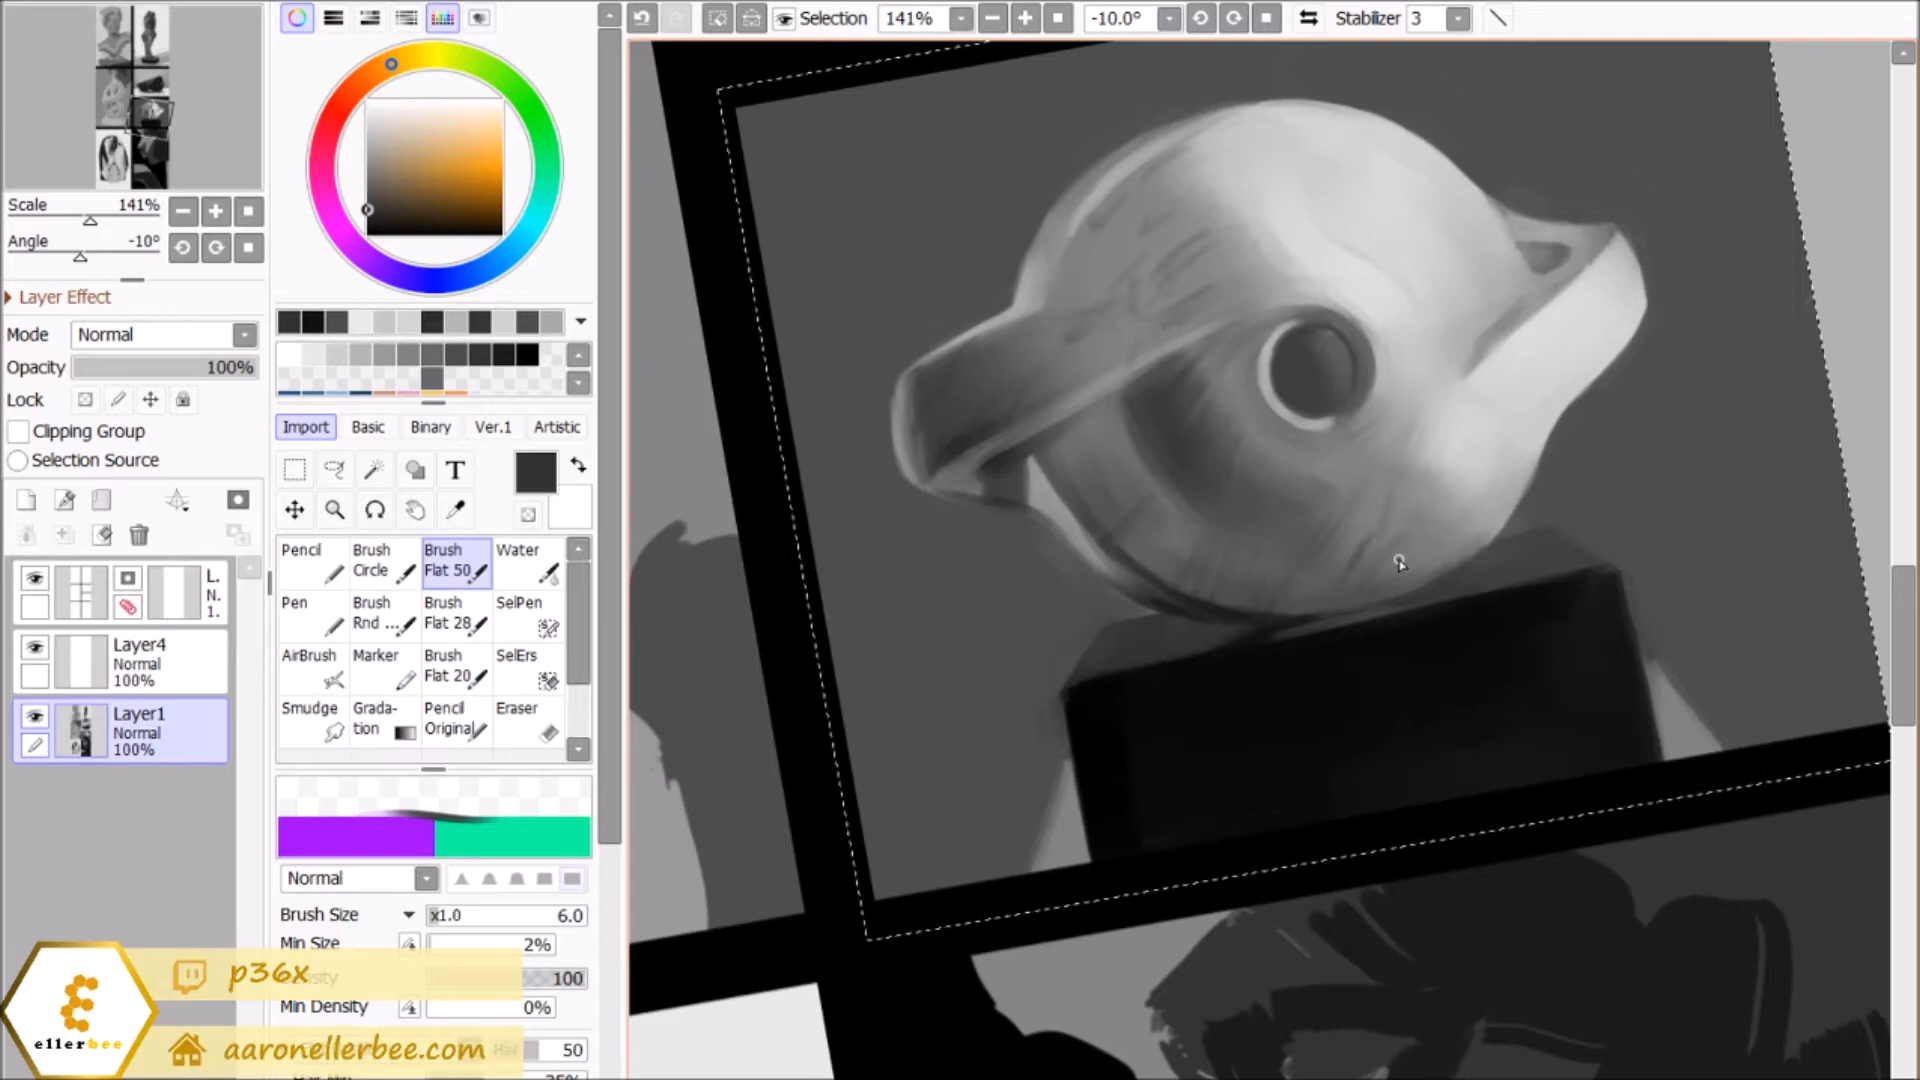 Selection 141% -10.0° Stabilizer 3
Scale 141%
Angle -10°
Layer Effect
Mode Normal
Opacity 100%
Lock
Clipping Group
Selection Source
L.
N.
1.
Layer4
Normal
100%
Layer1
Normal
100%
Import Basic Binary Ver.1 Artistic
T
Pencil Brush Circle Brush Flat 50 Water
Pen Brush Rnd ... Brush Flat 28 SelPen
AirBrush Marker Brush Flat 20 SelErs
Smudge Grada-tion Pencil Original Eraser
Normal
Brush Size x1.0 6.0
Min Size 2%
100
Min Density 0%
50
p36x
ellerbee
aaronellerbee.com